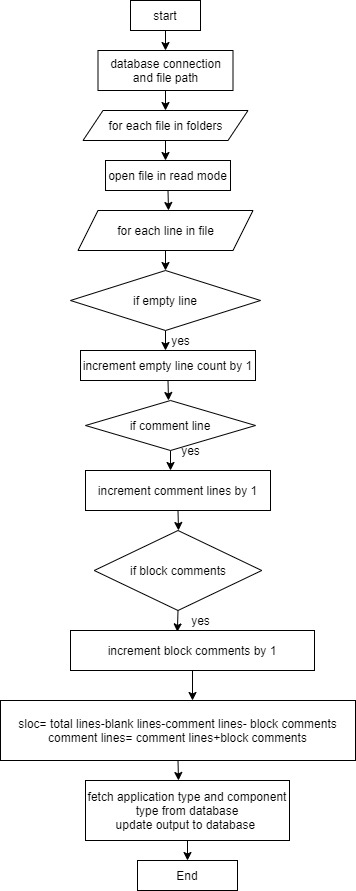 start
database connection
and file path
for each file in folders
open file in read mode
for each line in file
if empty line
yes
increment empty line count by 1
if comment line
yes
increment comment lines by 1
if block comments
yes
increment block comments by 1
sloc= total lines-blank lines-comment lines- block comments
comment lines= comment lines+block comments
fetch application type and component
type from database
update output to database
End